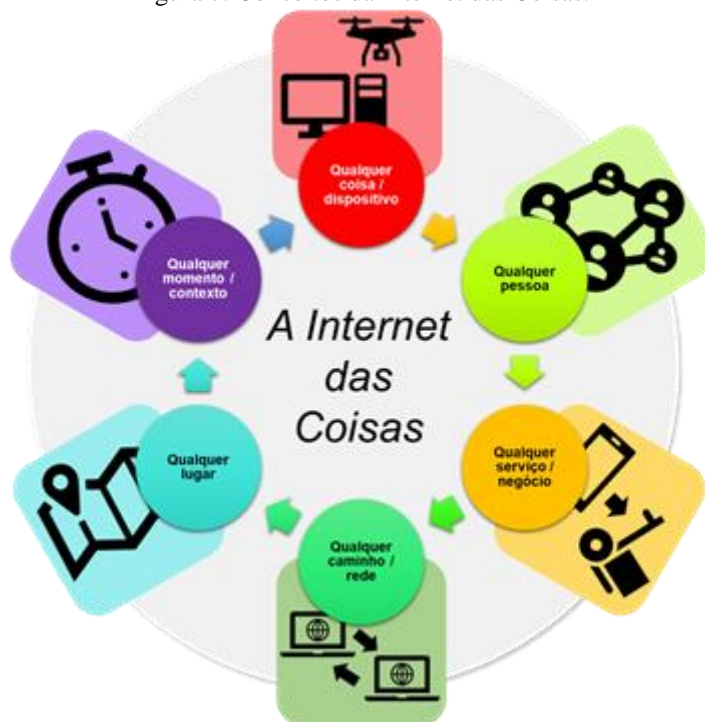 Qualquer
coisa /
dispositivo
Qualquer
pessoa
Qualquer
serviço /
negócio
Qualquer
caminho /
rede
Qualquer
lugar
Qualquer
momento /
contexto
A Internet
das
Coisas